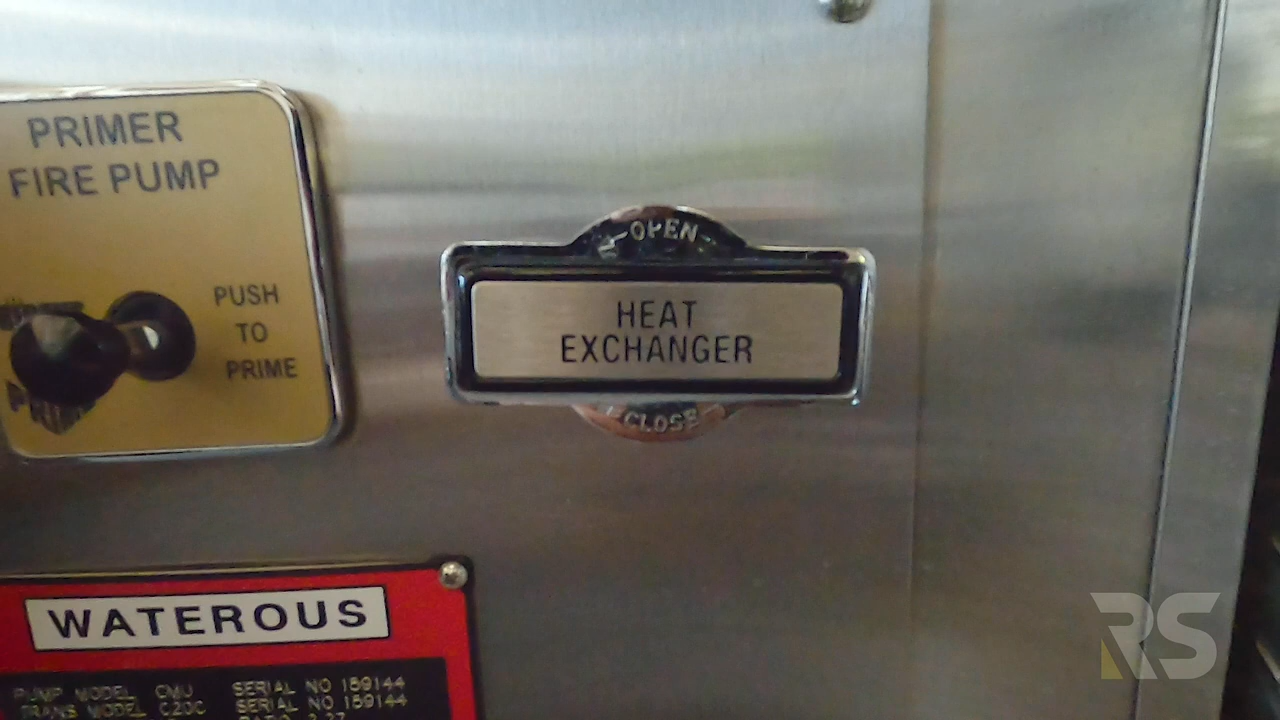 PRIMER
FIRE PUMP
PUSH
TO
PRIME
OPEN
HEAT
EXCHANGER
CLOSE
WATEROUS
PUMP MODEL CMU SERIAL NO 159144
TRANS MODEL C20C SERIAL NO 159144
RS